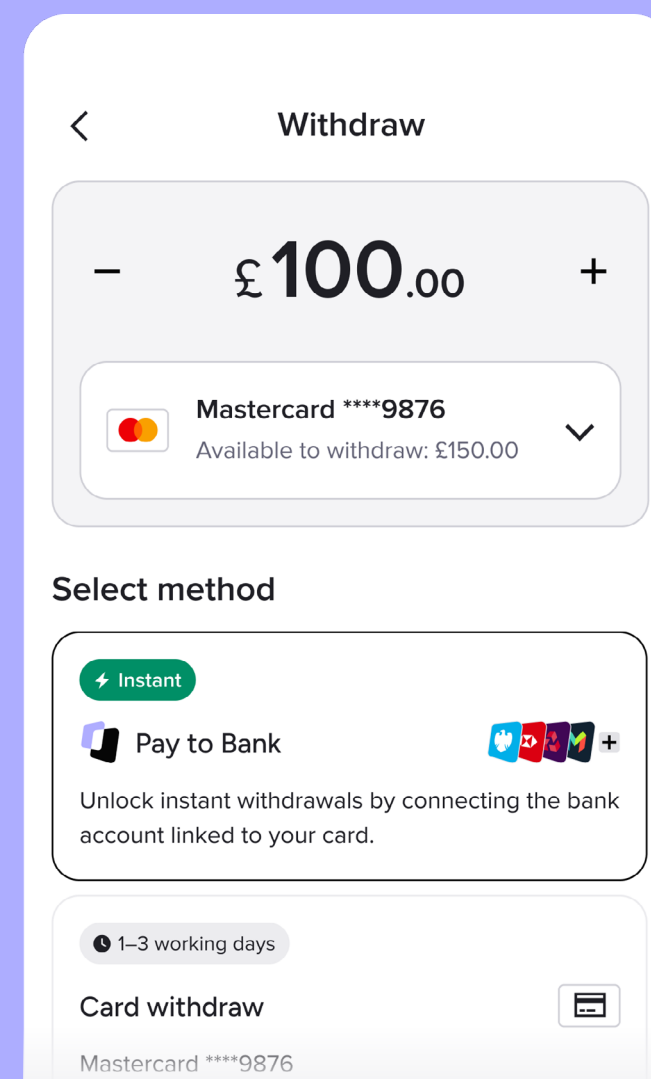 Withdraw
− £100.00 +
Mastercard ****9876
Available to withdraw: £150.00
Select method
Instant
Pay to Bank
+
Unlock instant withdrawals by connecting the bank
account linked to your card.
1–3 working days
Card withdraw
Mastercard ****9876